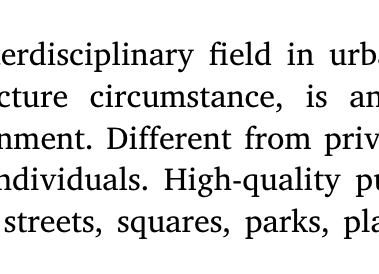 erdisciplinary field in urb
cture circumstance, is an
nment. Different from priv
ndividuals. High-quality pu
streets, squares, parks, pla